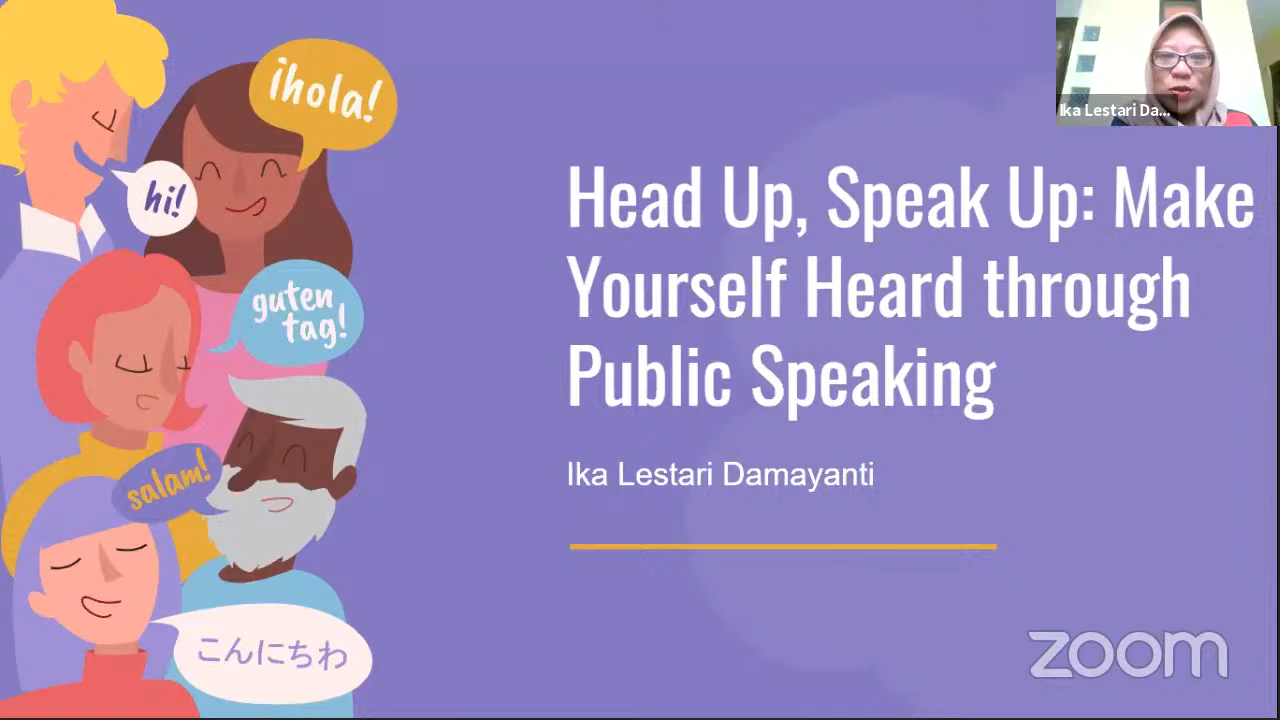 ¡hola!
hi!
guten
tag!
salam!
こんにちわ
Ika Lestari Da...
Head Up, Speak Up: Make
Yourself Heard through
Public Speaking
Ika Lestari Damayanti
zoom